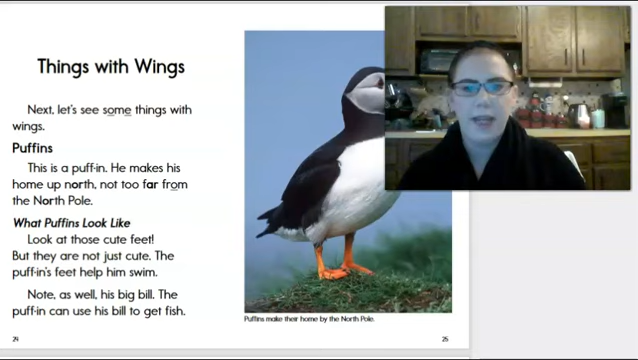 Things with Wings
Next, let's see some things with
wings.
Puffins
This is a puff·in. He makes his
home up north, not too far from
the North Pole.
What Puffins Look Like
Look at those cute feet!
But they are not just cute. The
puff·in's feet help him swim.
Note, as well, his big bill. The
puff·in can use his bill to get fish.
Puffins make their home by the North Pole.
24
25